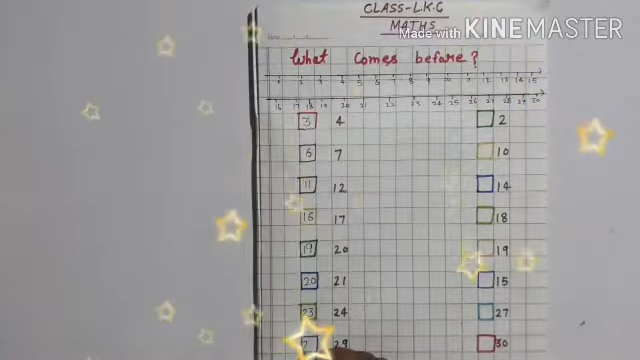 CLASS-L.K.G
MATHS
Made with KINEMASTER
Date
What comes before?
1 2 3 4 5 6 7 8 9 10 11 12 13 14 15
16 17 18 19 20 21 22 23 24 25 26 27 28 29 30
3 4 2
6 7 10
11 12 14
16 17 18
19 20 19
20 21 15
23 24 27
2 29 30